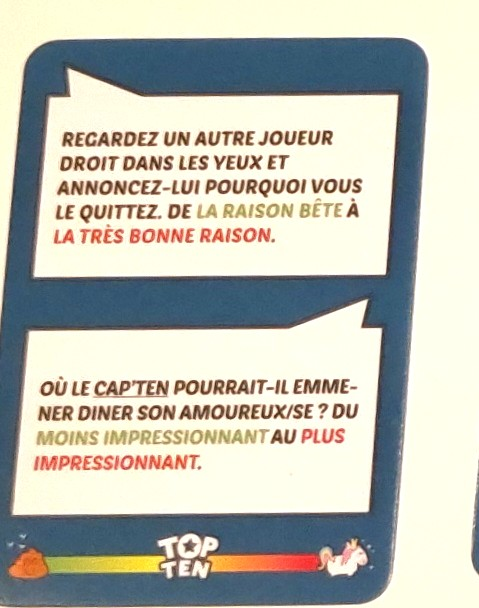 REGARDEZ UN AUTRE JOUEUR
DROIT DANS LES YEUX ET
ANNONCEZ-LUI POURQUOI VOUS
LE QUITTEZ. DE LA RAISON BÊTE À
LA TRÈS BONNE RAISON.
OÙ LE CAP'TEN POURRAIT-IL EMME-
NER DINER SON AMOUREUX/SE ? DU
MOINS IMPRESSIONNANT AU PLUS
IMPRESSIONNANT.
TOP
TEN